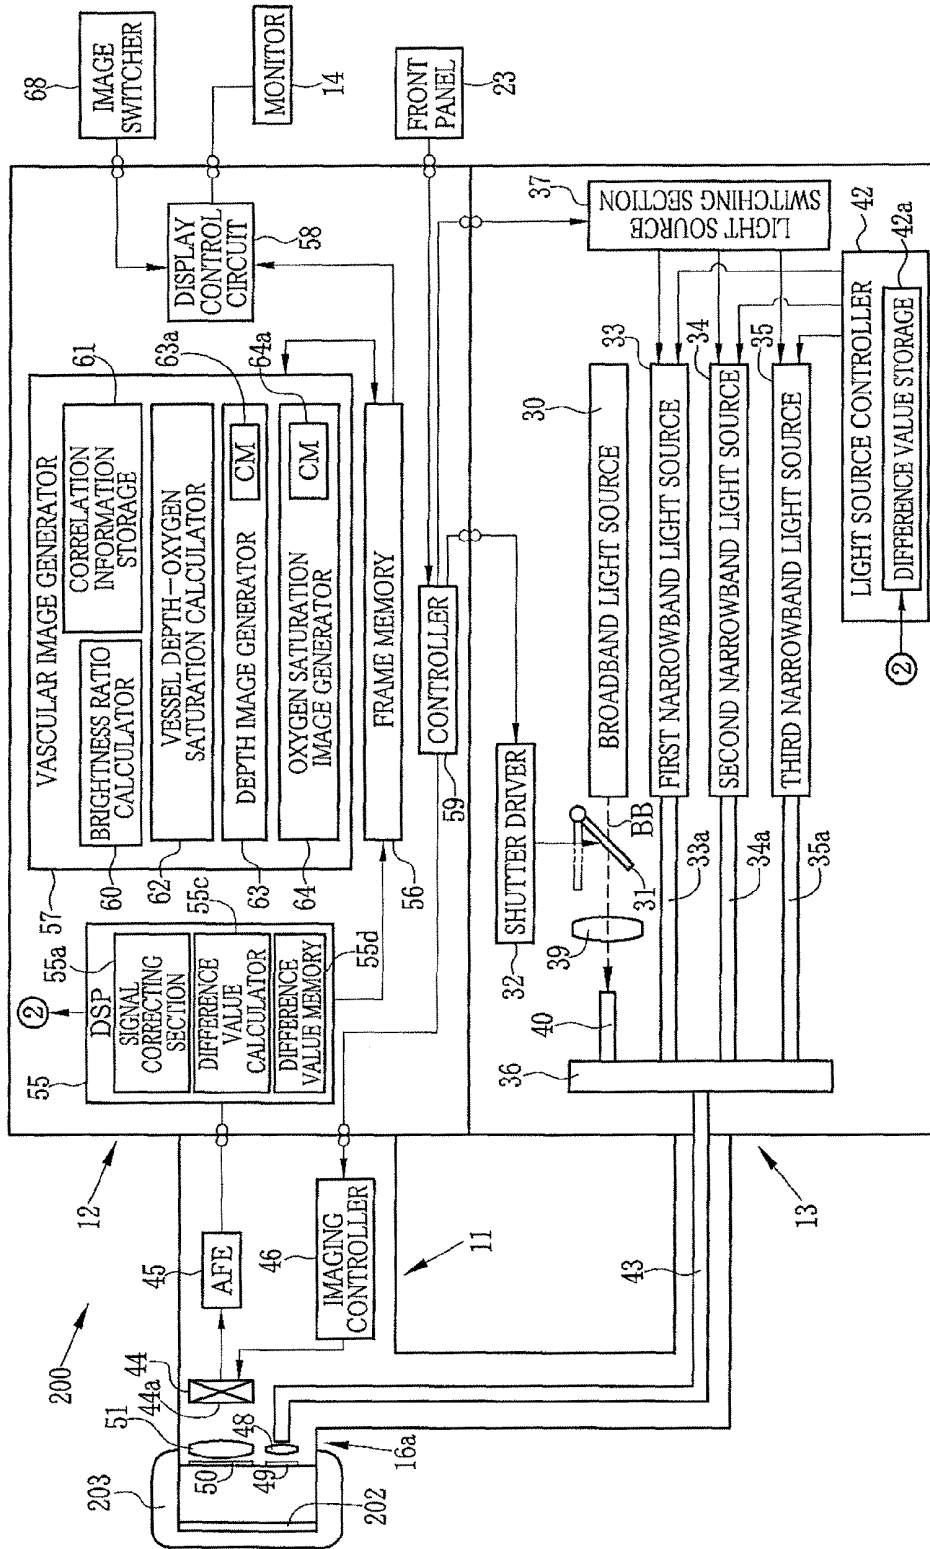 200
12
203
51
44
44a
45
AFE
50
48
49
202
16a
46
IMAGING
CONTROLLER
11
43
13
55
2
DSP
55a
SIGNAL
CORRECTING
SECTION
55c
DIFFERENCE
VALUE
CALCULATOR
55d
DIFFERENCE
VALUE MEMORY
57
VASCULAR IMAGE GENERATOR
60
BRIGHTNESS RATIO
CALCULATOR
61
CORRELATION
INFORMATION
STORAGE
62
VESSEL DEPTH-OXYGEN
SATURATION CALCULATOR
63
DEPTH IMAGE GENERATOR
63a
CM
64
OXYGEN SATURATION
IMAGE GENERATOR
64a
CM
56
FRAME MEMORY
59
CONTROLLER
DISPLAY
CONTROL
CIRCUIT
58
68
IMAGE
SWITCHER
MONITOR
14
FRONT
PANEL
23
32
SHUTTER DRIVER
39
40
36
31
BB
BROADBAND LIGHT SOURCE
30
33
FIRST NARROWBAND LIGHT SOURCE
33a
34
SECOND NARROWBAND LIGHT SOURCE
34a
35
THIRD NARROWBAND LIGHT SOURCE
35a
37
LIGHT SOURCE
SWITCHING SECTION
42
LIGHT SOURCE CONTROLLER
42a
DIFFERENCE VALUE STORAGE
2